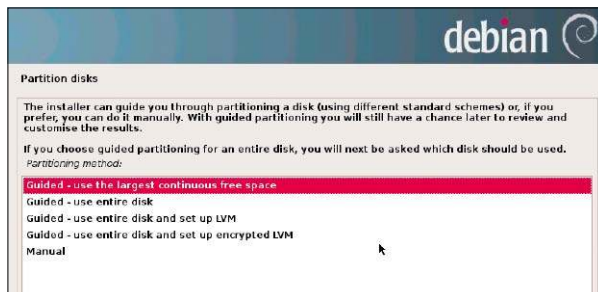 debian
Partition disks
The installer can guide you through partitioning a disk (using different standard schemes) or, if you
prefer, you can do it manually. With guided partitioning you will still have a chance later to review and
customise the results.
If you choose guided partitioning for an entire disk, you will next be asked which disk should be used.
Partitioning method:
Guided - use the largest continuous free space
Guided - use entire disk
Guided - use entire disk and set up LVM
Guided - use entire disk and set up encrypted LVM
Manual